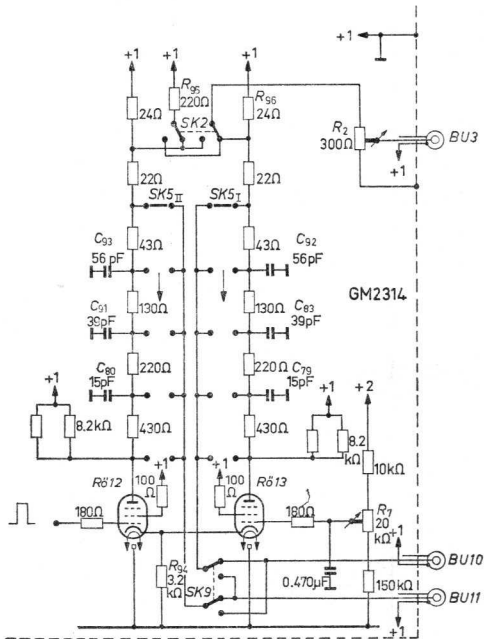 +1
+1 +1 +1
R95
220Ω
R96
24Ω
24Ω
SK2
R2
300Ω
BU3
+1
22Ω
22Ω
SK5II SK5I
C93
56 pF
43Ω
43Ω
C92
56pF
GM2314
C91
39pF
130Ω
130Ω
C83
39pF
C80
15pF
220Ω
220Ω
C79
15pF
+1
+1
+2
8,2kΩ
430Ω
430Ω
8.2
kΩ
10kΩ
+1
100
Ω
+1
100
Ω
Rö12
Rö13
180Ω
180Ω
R7
20
kΩ
+1
R94
3.2
kΩ
SK9
0.470μF
150kΩ
BU10
BU11
+1